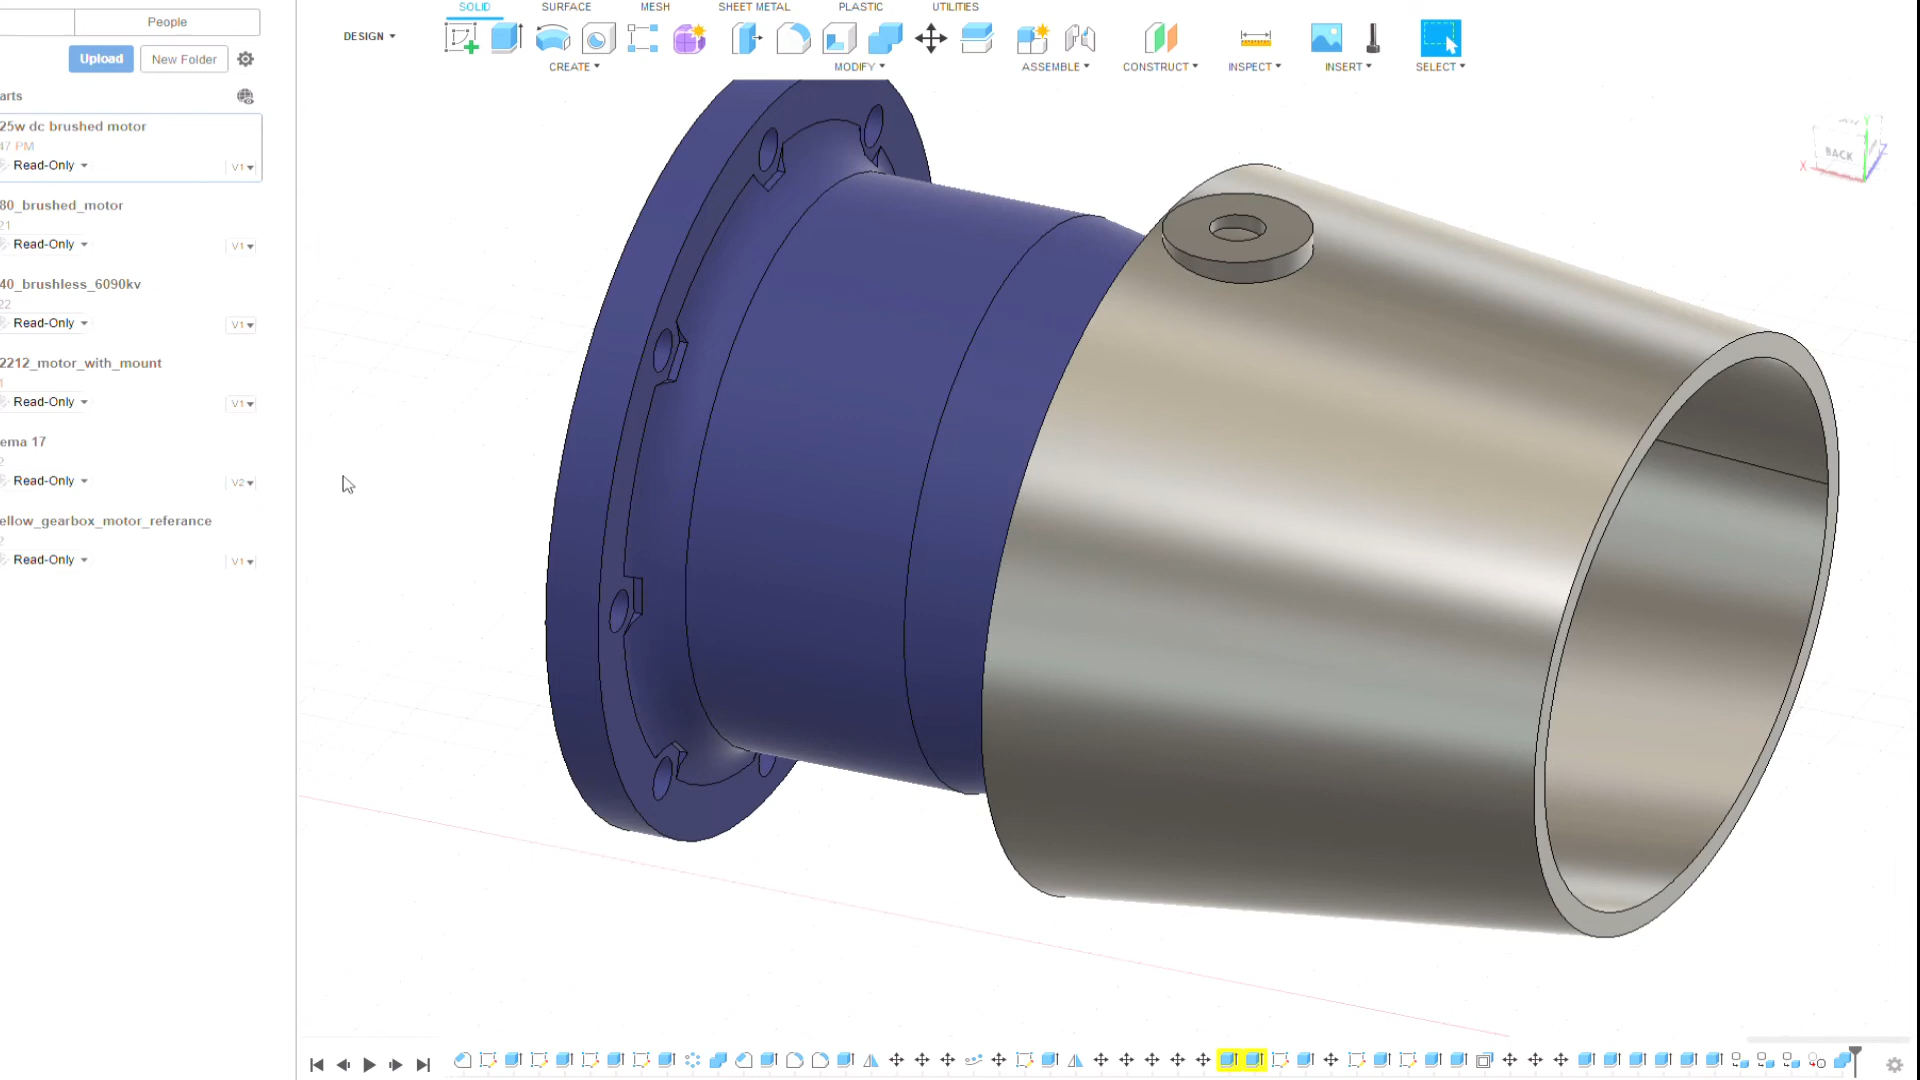 People
SOLID
SURFACE
MESH
SHEET METAL
PLASTIC
UTILITIES
DESIGN
Upload
New Folder
CREATE
MODIFY
ASSEMBLE
CONSTRUCT
INSPECT
INSERT
SELECT
arts
25w dc brushed motor
47 PM
Read-Only
V1
80_brushed_motor
21
Read-Only
V1
40_brushless_6090kv
22
Read-Only
V1
2212_motor_with_mount
Read-Only
V1
ema 17
2
Read-Only
V2
ellow_gearbox_motor_referance
2
Read-Only
V1
BACK
X
Y
Z